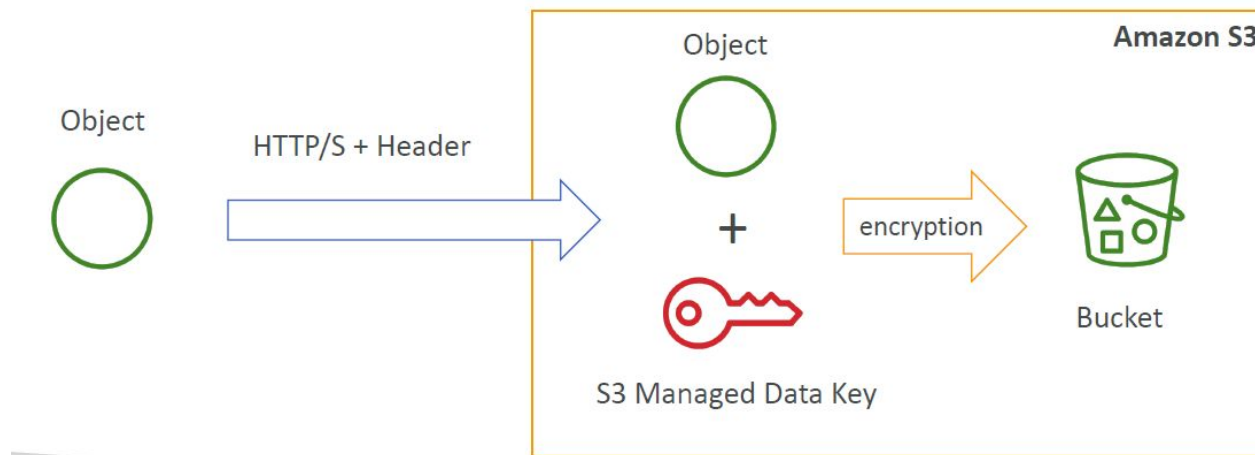 Object
HTTP/S + Header
Object
+
S3 Managed Data Key
encryption
Amazon S3
Bucket